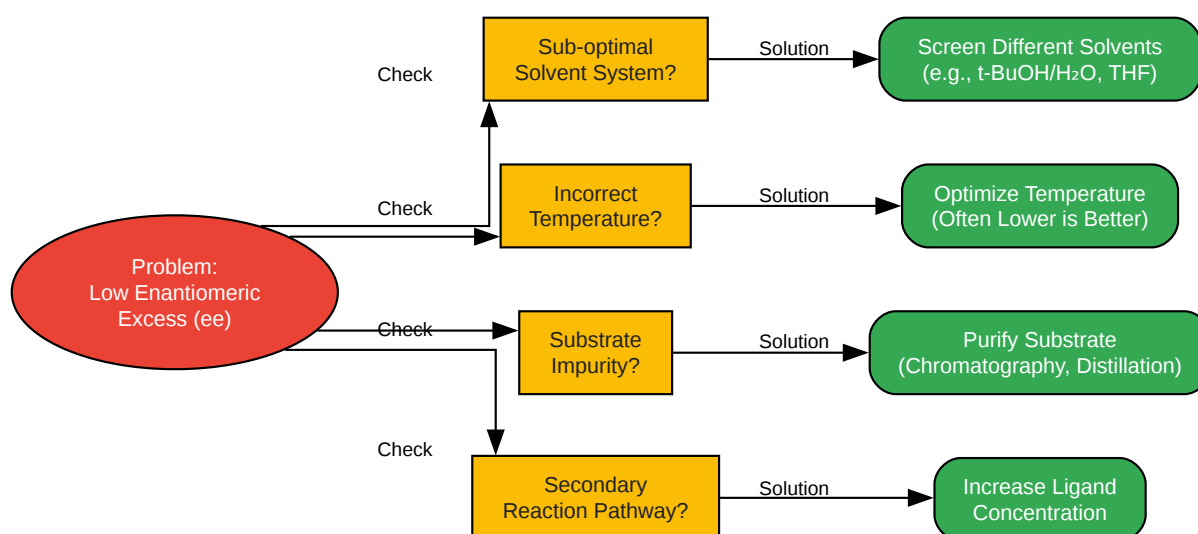 Problem:
Low Enantiomeric
Excess (ee)
Check
Sub-optimal
Solvent System?
Solution
Screen Different Solvents
(e.g., t-BuOH/H₂O, THF)
Check
Incorrect
Temperature?
Solution
Optimize Temperature
(Often Lower is Better)
Check
Substrate
Impurity?
Solution
Purify Substrate
(Chromatography, Distillation)
Check
Secondary
Reaction Pathway?
Solution
Increase Ligand
Concentration